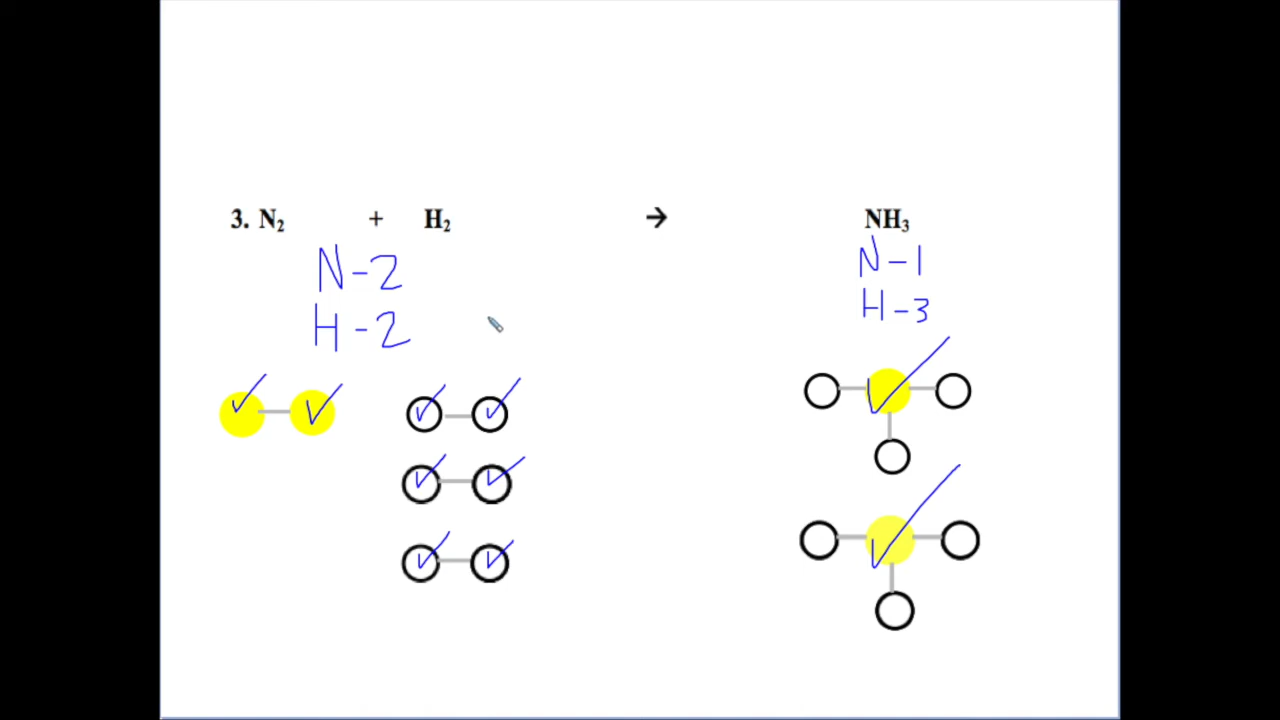 3. N₂ + H₂ → NH₃
N-2 N-1
H-2 H-3